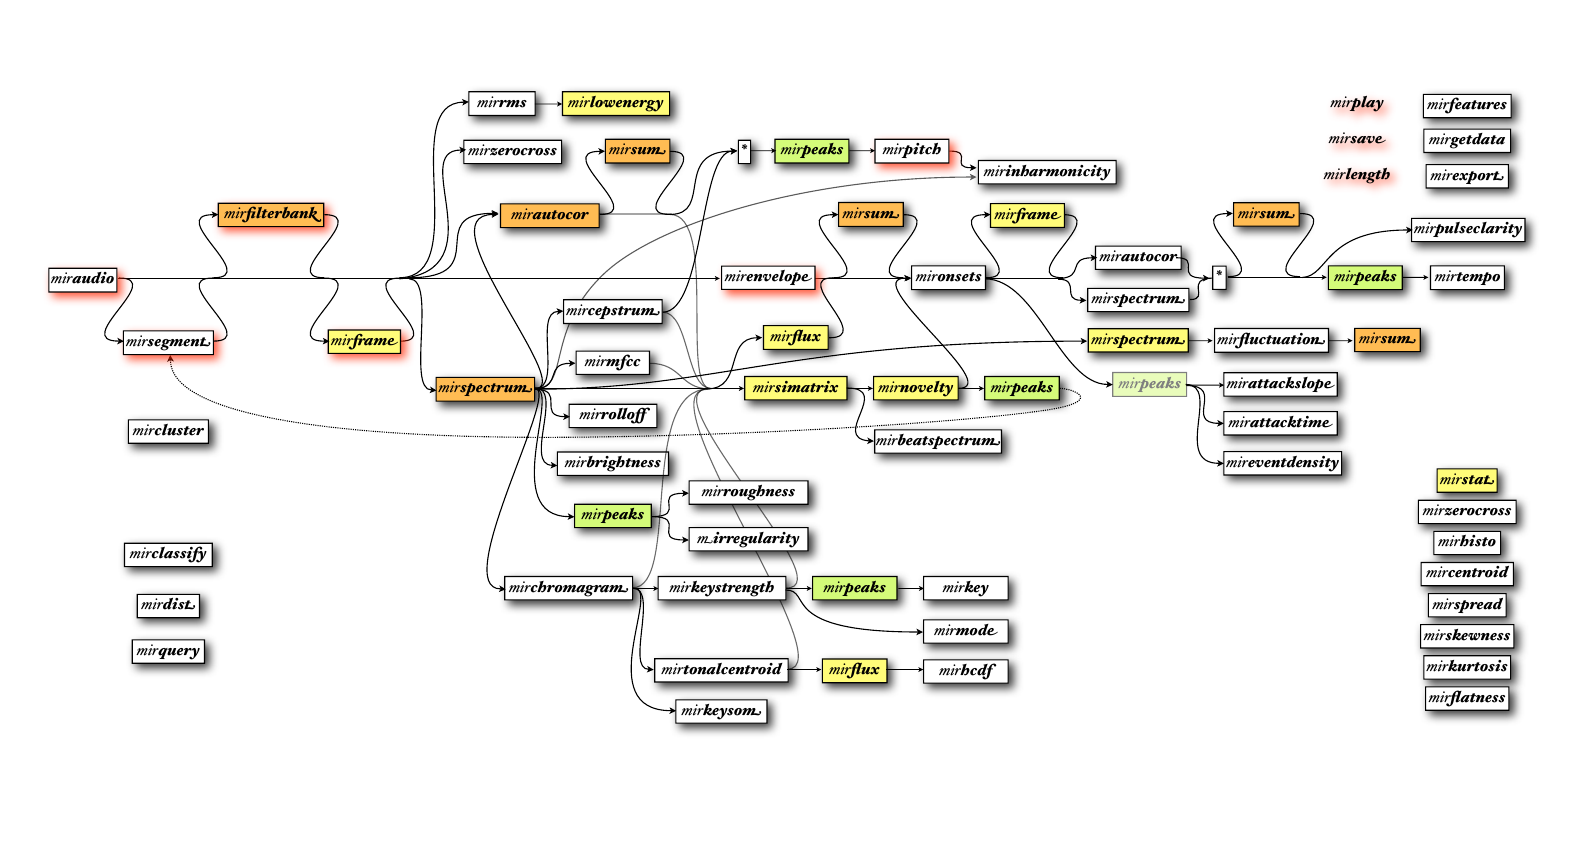 mirrms
mirlowenergy
mirplay
mirfeatures
mirzerocross
mirsum
*
mirpeaks
mirpitch
mirsave
mirgetdata
mirinharmonicity
mirlength
mirexport
mirfilterbank
mirautocor
mirsum
mirframe
mirsum
mirpulseclarity
mirautocor
miraudio
mirenvelope
mironsets
*
mirpeaks
mirtempo
mirspectrum
mircepstrum
mirsegment
mirframe
mirflux
mirspectrum
mirfluctuation
mirsum
mirmfcc
mirspectrum
mirsimatrix
mirnovelty
mirpeaks
mirpeaks
mirattackslope
mirrolloff
mirattacktime
mircluster
mirbeatspectrum
mirbrightness
mireventdensity
mirstat
mirroughness
mirpeaks
mirzerocross
m.irregularity
mirhisto
mirclassify
mircentroid
mirchromagram
mirkeystrength
mirpeaks
mirkey
mirdist
mirspread
mirmode
mirskewness
mirquery
mirtonalcentroid
mirflux
mirhcdf
mirkurtosis
mirflatness
mirkeysom